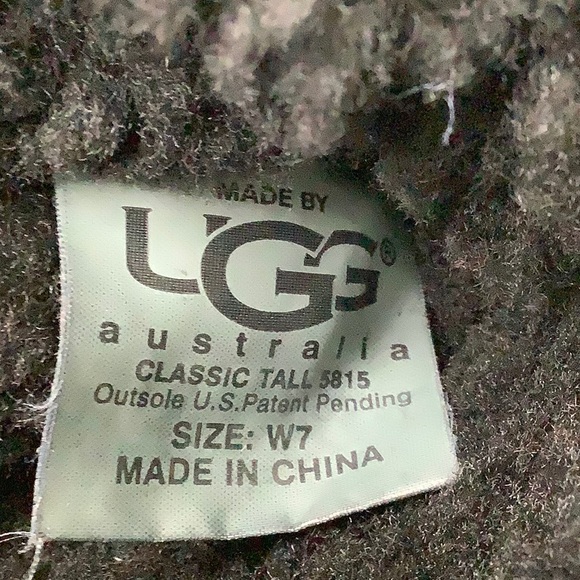 MADE BY
UGG®
australia
CLASSIC TALL 5815
Outsole U.S.Patent Pending
SIZE: W7
MADE IN CHINA